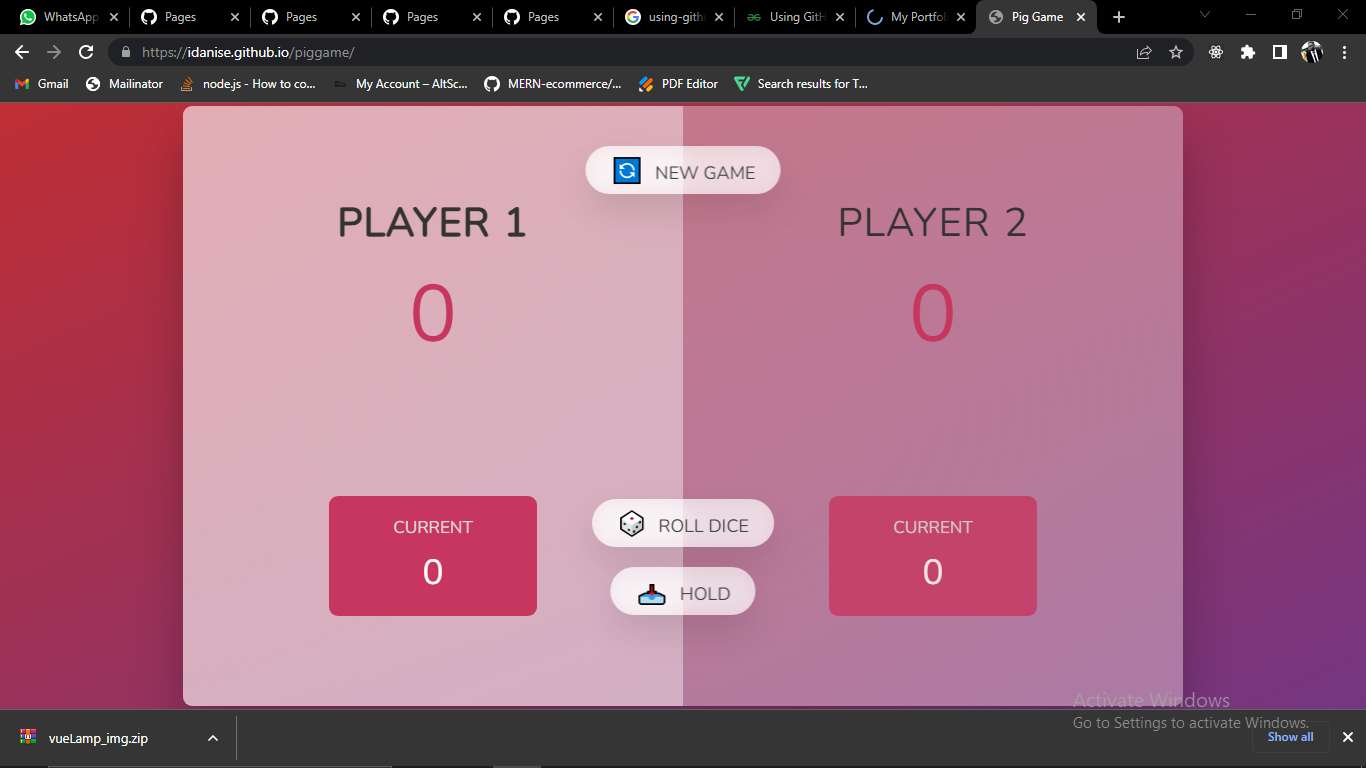 WhatsApp
Pages
Pages
Pages
Pages
using-gith
Using GitH
My Portfol
Pig Game
https://idanise.github.io/piggame/
Gmail
Mailinator
node.js - How to co...
My Account – AltSc...
MERN-ecommerce/...
PDF Editor
Search results for T...
NEW GAME
PLAYER 1
PLAYER 2
0
0
CURRENT
0
ROLL DICE
HOLD
CURRENT
0
Activate Windows
Go to Settings to activate Windows.
vueLamp_img.zip
Show all